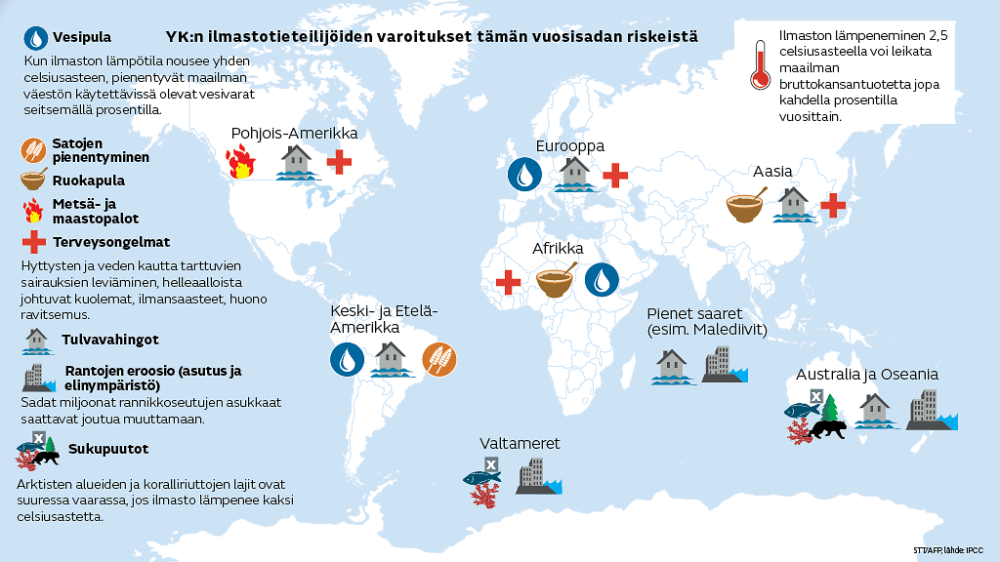 YK:n ilmastotieteilijöiden varoitukset tämän vuosisadan riskeistä
Vesipula
Kun ilmaston lämpötila nousee yhden
celsiusasteen, pienentyvät maailman
väestön käytettävissä olevat vesivarat
seitsemällä prosentilla.
Satojen
pienentyminen
Ruokapula
Metsä- ja
maastopalot
Terveysongelmat
Hyttysten ja veden kautta tarttuvien
sairauksien leviäminen, helleaalloista
johtuvat kuolemat, ilmansaasteet, huono
ravitsemus.
Tulvavahingot
Rantojen eroosio (asutus ja
elinympäristö)
Sadat miljoonat rannikkoseutujen asukkaat
saattavat joutua muuttamaan.
X
Sukupuutot
Arktisten alueiden ja koralliriuttojen lajit ovat
suuressa vaarassa, jos ilmasto lämpenee kaksi
celsiusastetta.
Ilmaston lämpeneminen 2,5
celsiusasteella voi leikata
maailman
bruttokansantuotetta jopa
kahdella prosentilla
vuosittain.
Pohjois-Amerikka
Eurooppa
Aasia
Afrikka
Keski- ja Etelä-
Amerikka
Pienet saaret
(esim. Malediivit)
Australia ja Oseania
X
Valtameret
X
STT/AFP, lähde: IPCC